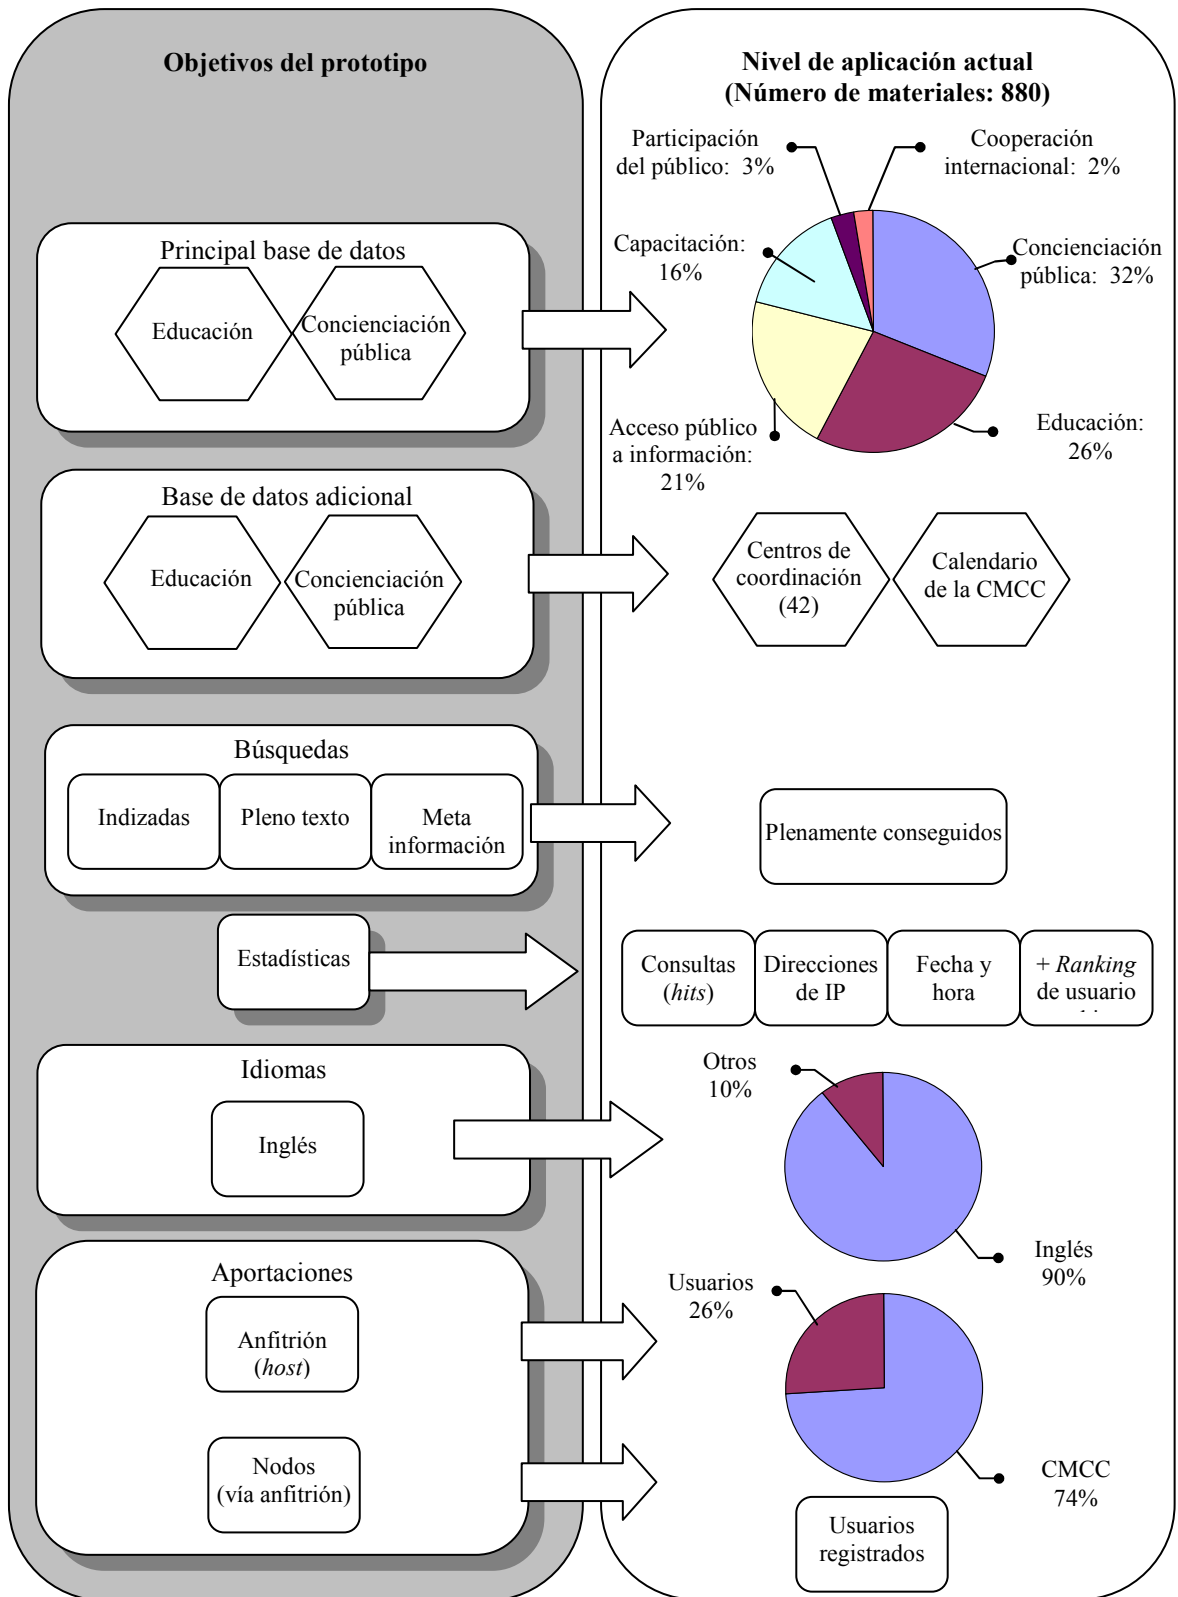 Objetivos del prototipo
Nivel de aplicación actual
(Número de materiales: 880)
Participación
del público: 3%
Cooperación
internacional: 2%
Principal base de datos
Educación
Concienciación
pública
Capacitación:
16%
Concienciación
pública: 32%
Acceso público
a información:
21%
Educación:
26%
Base de datos adicional
Educación
Concienciación
pública
Centros de
coordinación
(42)
Calendario
de la CMCC
Búsquedas
Indizadas
Pleno texto
Meta
información
Plenamente conseguidos
Estadísticas
Consultas
(hits)
Direcciones
de IP
Fecha y
hora
+ Ranking
de usuario
Idiomas
Inglés
Otros
10%
Inglés
90%
Aportaciones
Anfitrión
(host)
Nodos
(vía anfitrión)
Usuarios
26%
CMCC
74%
Usuarios
registrados